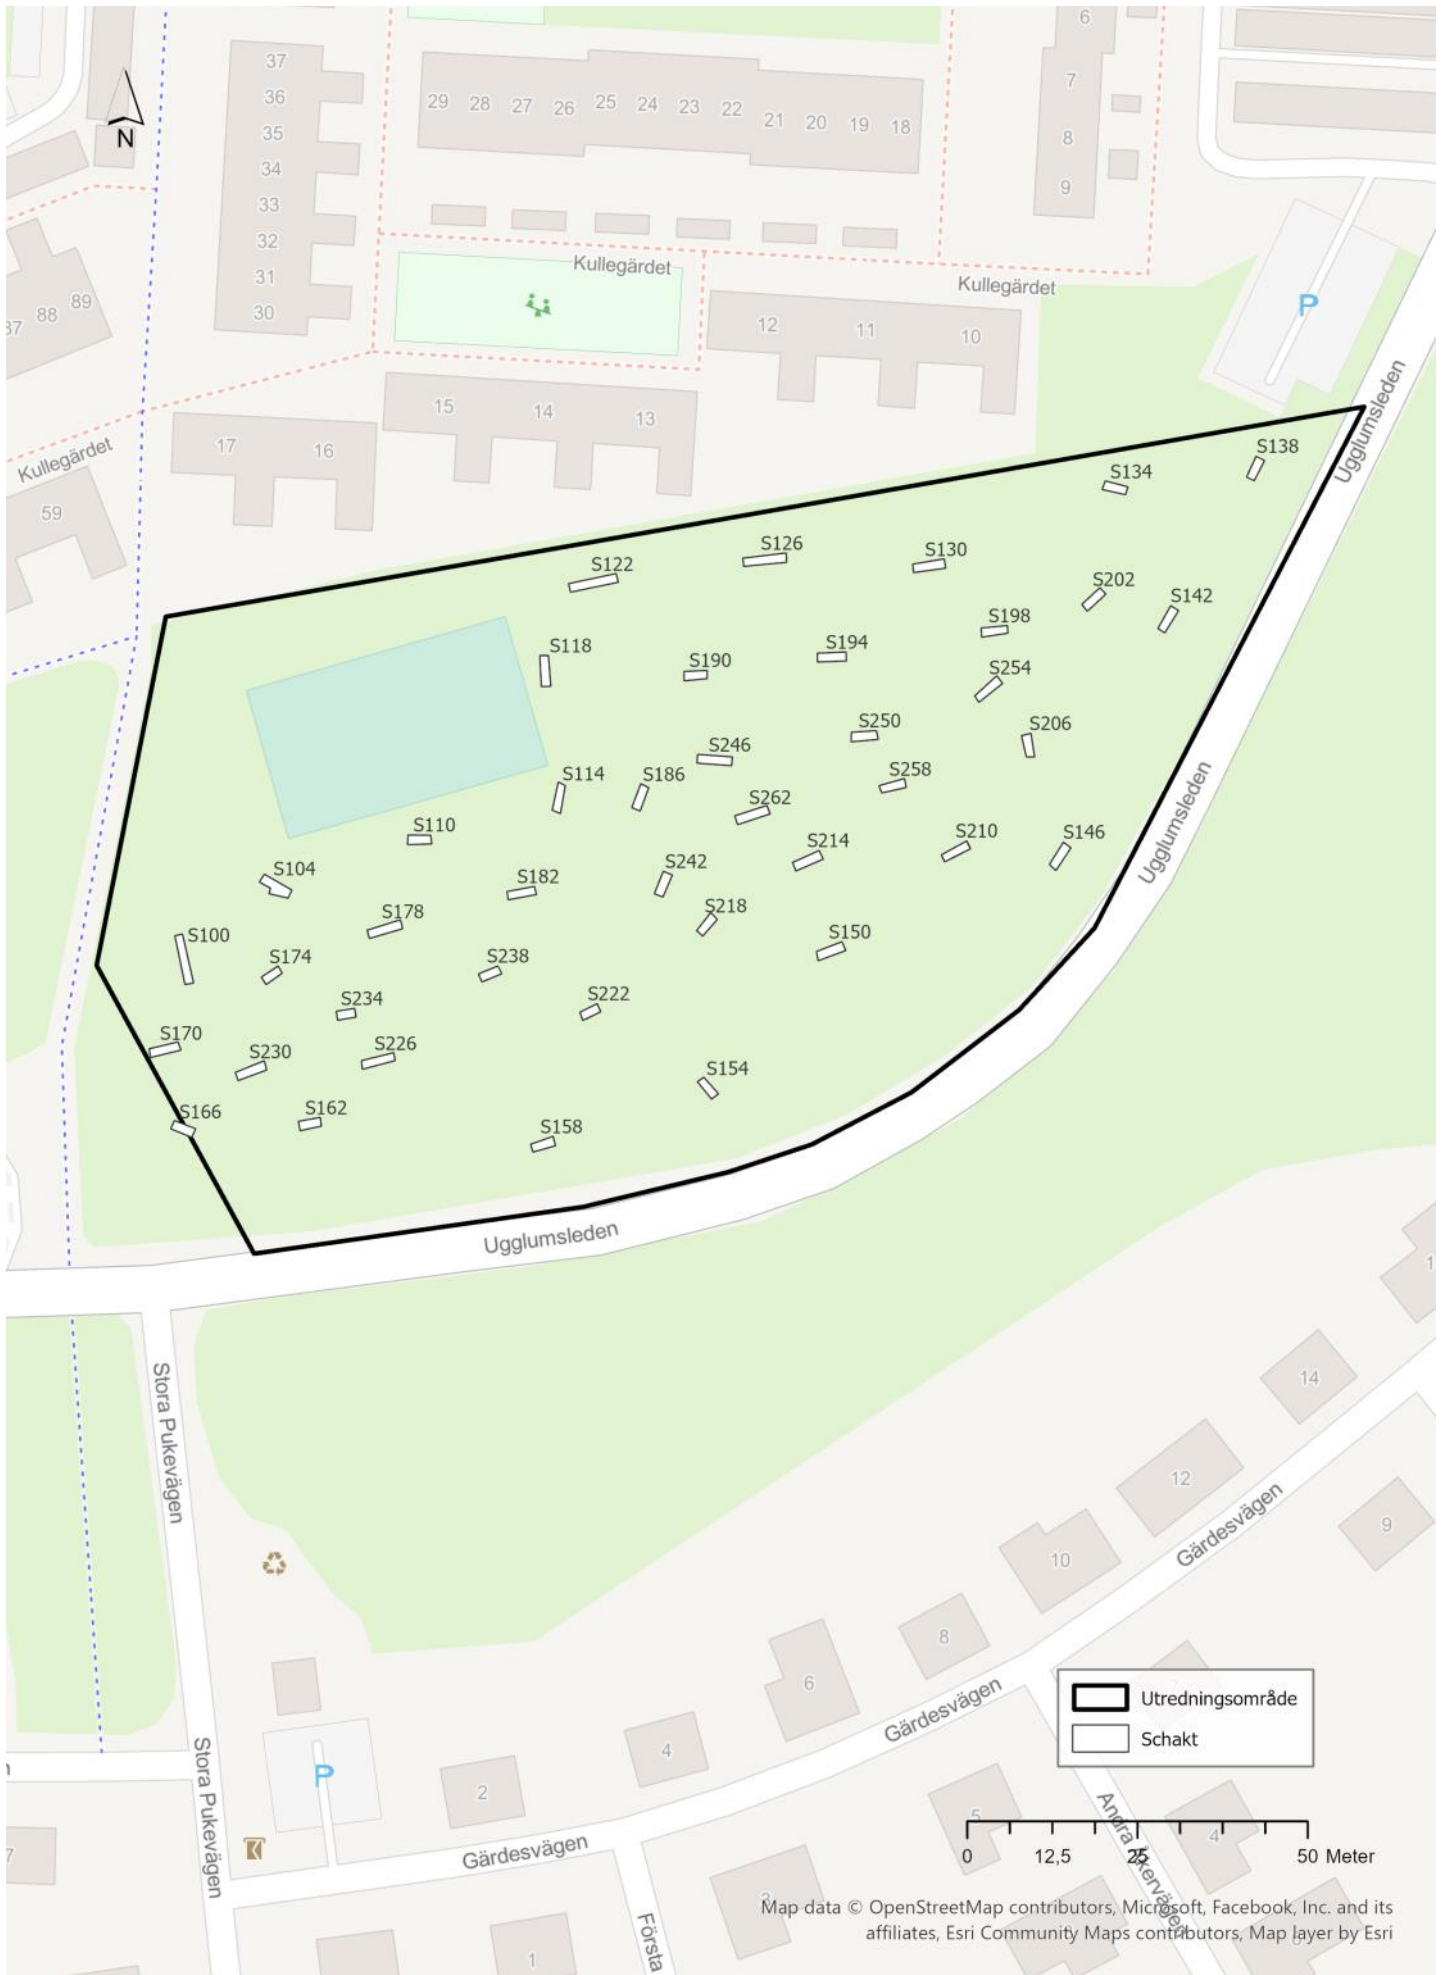 6
37
36
35
34
33
32
31
30
29
28
27
26
25
24
23
22
21
20
19
18
7
8
9
N
88
89
Kullegärdet
Kullegärdet
P
12
11
10
15
14
13
17
16
Kullegärdet
59
Ugglumsleden
S138
S134
S126
S130
S122
S202
S142
S198
S194
S118
S190
S254
S250
S206
S246
S114
S186
S258
S262
S110
S214
S210
S146
S104
S242
S182
S178
S218
S100
S150
S174
S238
S234
S222
S170
S230
S226
S154
S166
S162
S158
Ugglumsleden
Ugglumsleden
Stora Pukevägen
14
12
10
9
Gärdesvägen
8
6
4
2
Gärdesvägen
Stora Pukevägen
P
Gärdesvägen
Utredningsområde
Schakt
5
4
Andra Åkervägen
0 12,5 25 50 Meter
3
1
Första
Map data © OpenStreetMap contributors, Microsoft, Facebook, Inc. and its
affiliates, Esri Community Maps contributors, Map layer by Esri